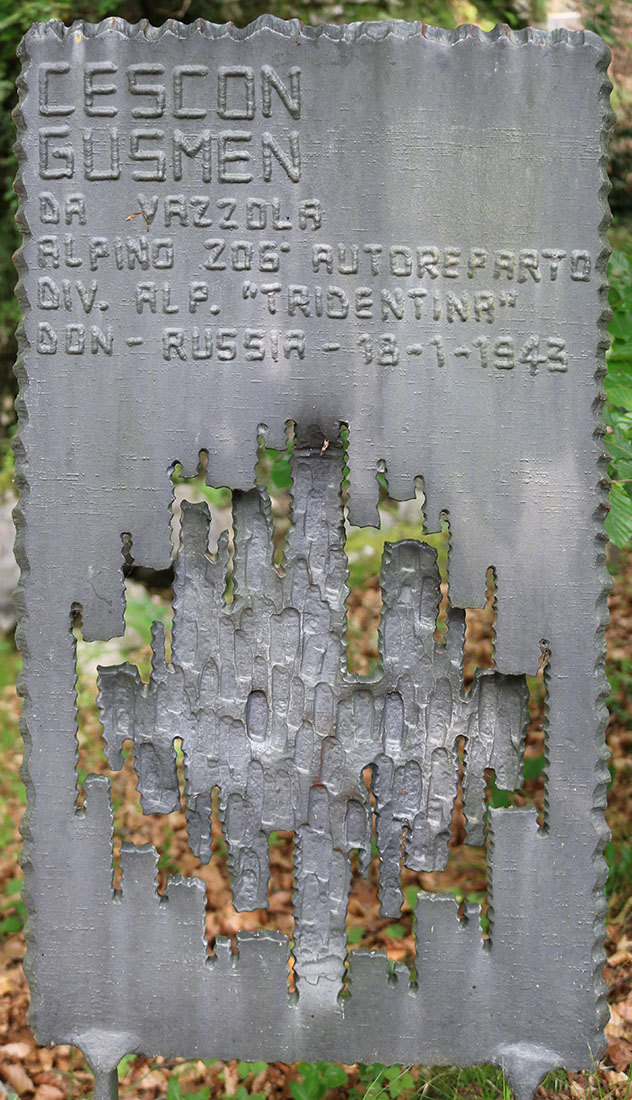 CESCON
GUSMEN
DA VAZZOLA
ALPINO 206° AUTOREPARTO
DIV. ALP. "TRIDENTINA"
DON - RUSSIA - 18-1-1943